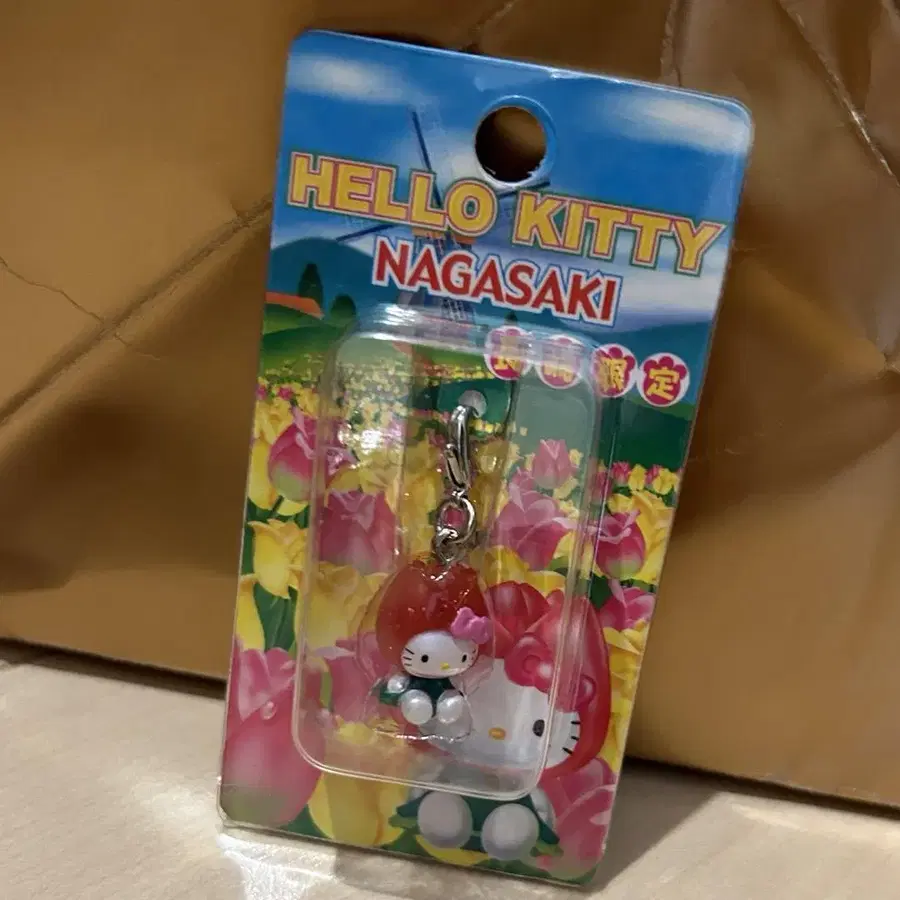 HELLO KITTY
NAGASAKI
長崎限定